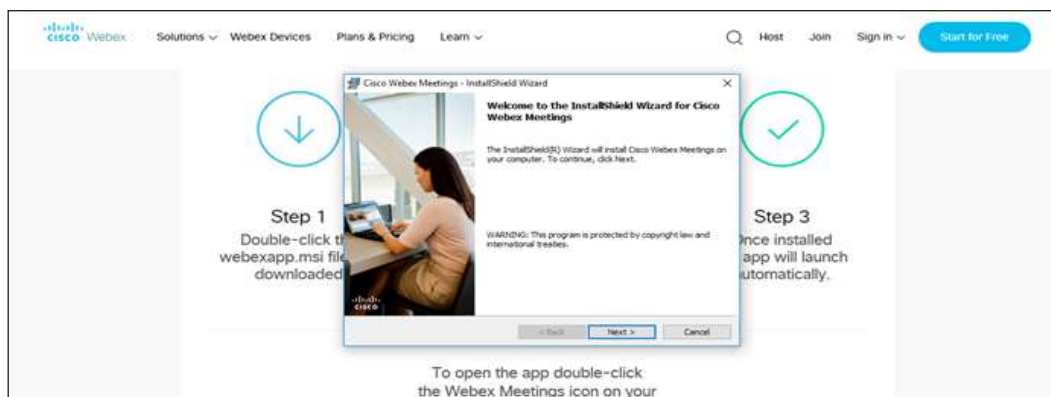 CISCO Webex Solutions Webex Devices Plans & Pricing Learn Host Join Sign in Start for Free
Cisco Webex Meetings - InstallShield Wizard
Welcome to the InstallShield Wizard for Cisco
Webex Meetings
The InstallShield(R) Wizard will install Cisco Webex Meetings on
your computer. To continue, click Next.
WARNING: This program is protected by copyright law and
international treaties.
CISCO
< Back Next > Cancel
Step 1
Double-click th
webexapp.msi file
downloaded
Step 3
Once installed
app will launch
automatically.
To open the app double-click
the Webex Meetings icon on your